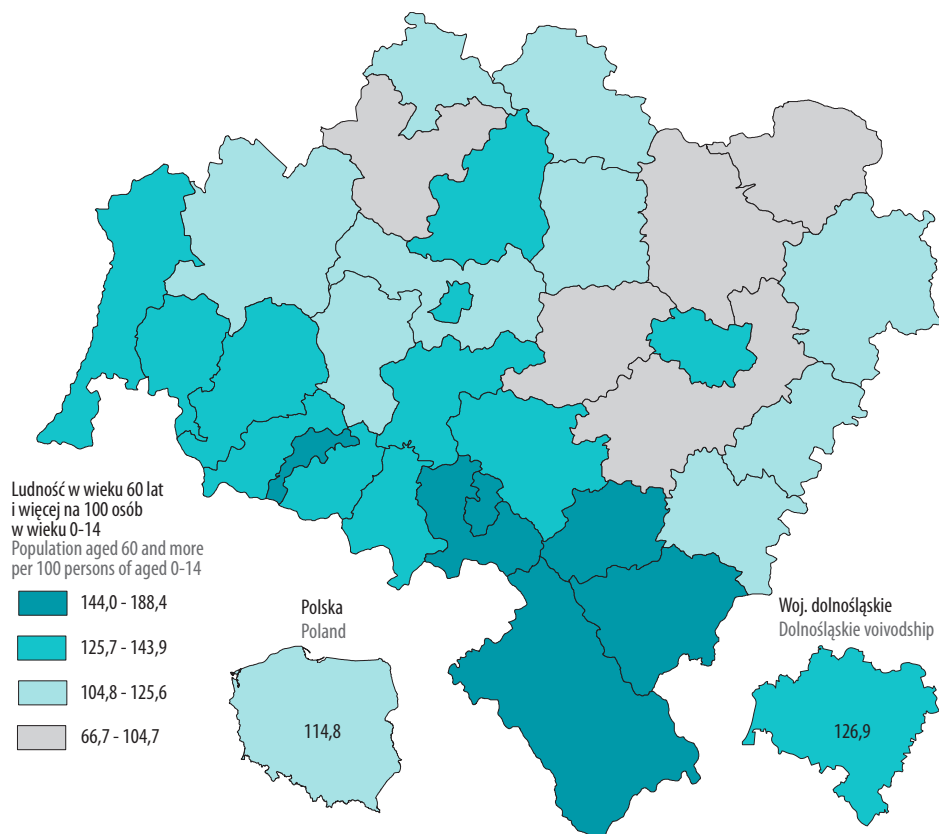 Ludność w wieku 60 lat
i więcej na 100 osób
w wieku 0-14
Population aged 60 and more
per 100 persons of aged 0-14
144,0 - 188,4
125,7 - 143,9
104,8 - 125,6
66,7 - 104,7
Polska
Poland
114,8
Woj. dolnośląskie
Dolnośląskie voivodship
126,9